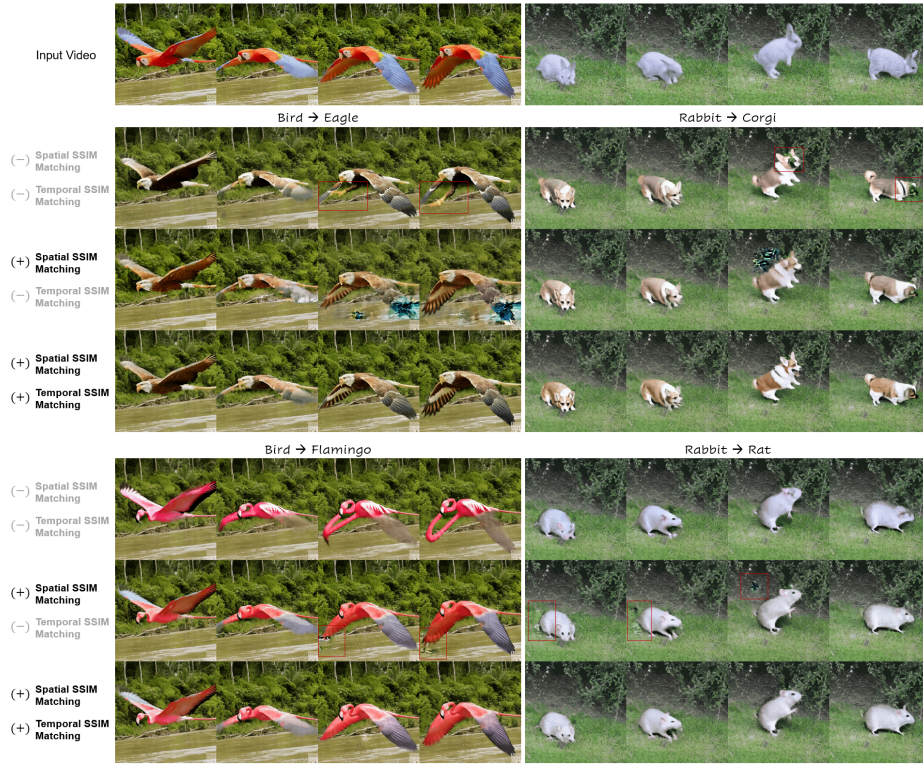 Input Video
Bird → Eagle
Rabbit → Corgi
(−) Spatial SSIM
Matching
(−) Temporal SSIM
Matching
(+) Spatial SSIM
Matching
(−) Temporal SSIM
Matching
(+) Spatial SSIM
Matching
(+) Temporal SSIM
Matching
Bird → Flamingo
Rabbit → Rat
(−) Spatial SSIM
Matching
(−) Temporal SSIM
Matching
(+) Spatial SSIM
Matching
(−) Temporal SSIM
Matching
(+) Spatial SSIM
Matching
(+) Temporal SSIM
Matching